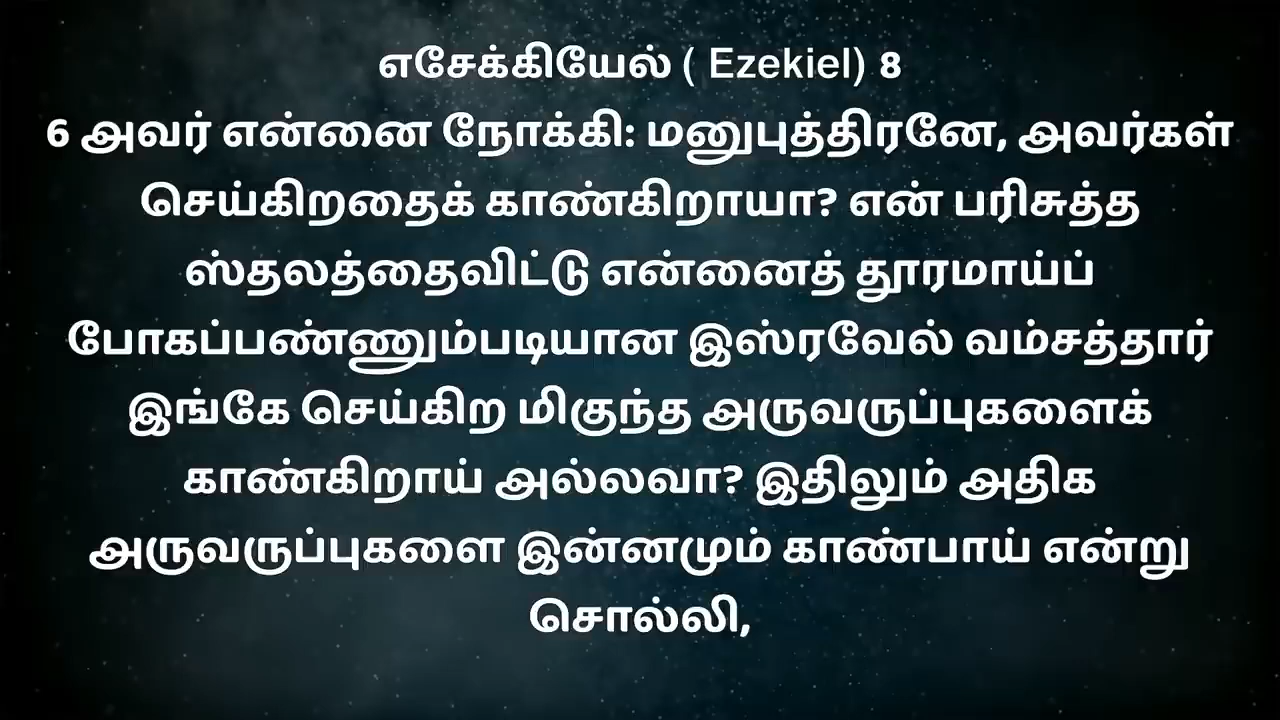 எசேக்கியேல் ( Ezekiel) 8
6 அவர் என்னை நோக்கி: மனுபுத்திரனே, அவர்கள்
செய்கிறதைக் காண்கிறாயா? என் பரிசுத்த
ஸ்தலத்தைவிட்டு என்னைத் தூரமாய்ப்
போகப்பண்ணும்படியான இஸ்ரவேல் வம்சத்தார்
இங்கே செய்கிற மிகுந்த அருவருப்புகளைக்
காண்கிறாய் அல்லவா? இதிலும் அதிக
அருவருப்புகளை இன்னமும் காண்பாய் என்று
சொல்லி,